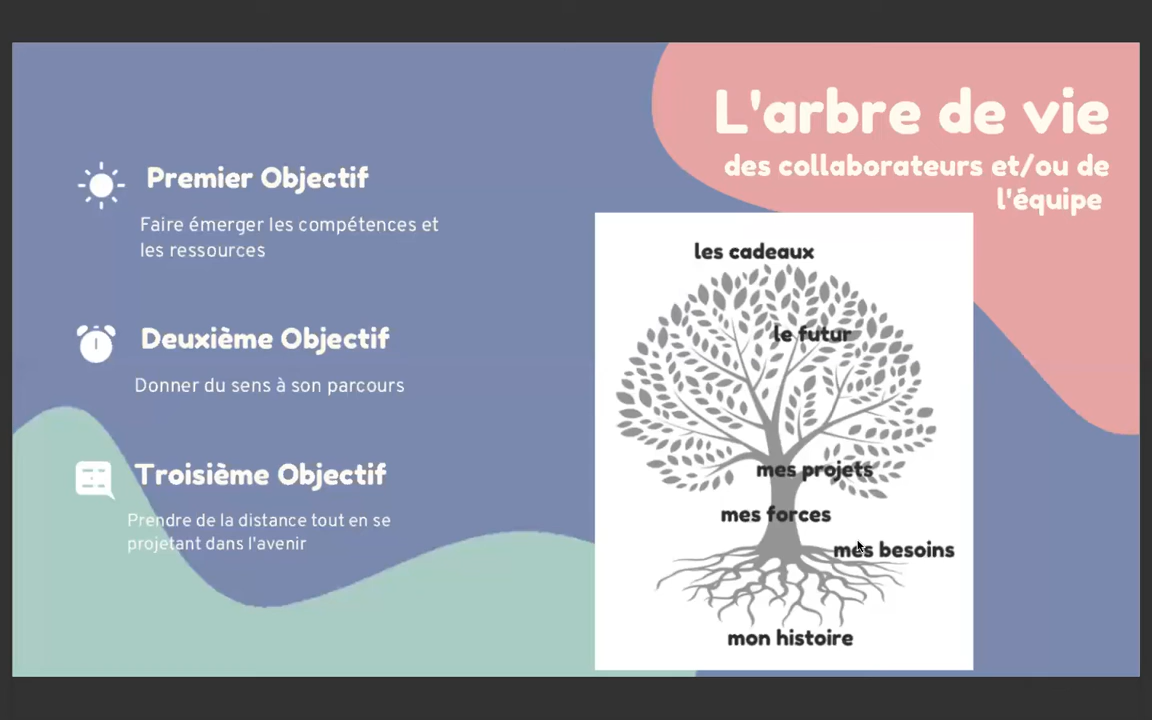 L'arbre de vie
des collaborateurs et/ou de
l'équipe
Premier Objectif
Faire émerger les compétences et
les ressources
Deuxième Objectif
Donner du sens à son parcours
Troisième Objectif
Prendre de la distance tout en se
projetant dans l'avenir
les cadeaux
le futur
mes projets
mes forces
mes besoins
mon histoire